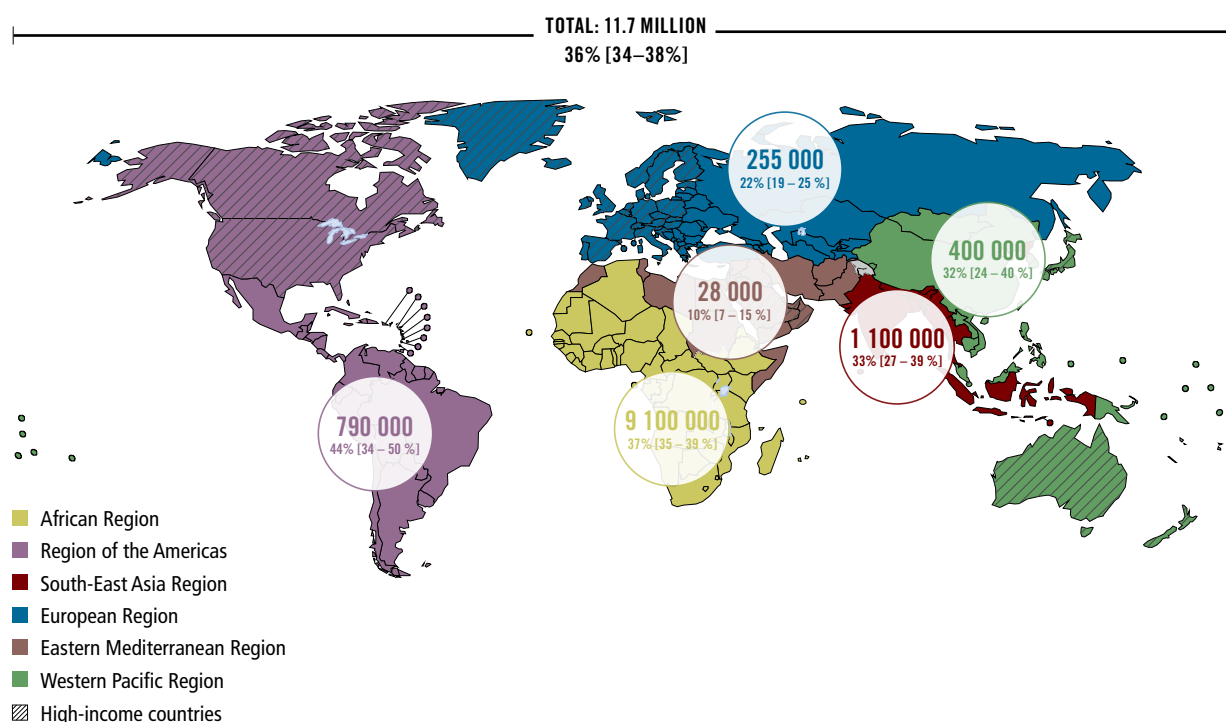 TOTAL: 11.7 MILLION
36% [34–38%]
255 000
22% [19 – 25 %]
400 000
32% [24 – 40 %]
28 000
10% [7 – 15 %]
1 100 000
33% [27 – 39 %]
790 000
44% [34 – 50 %]
9 100 000
37% [35 – 39 %]
African Region
Region of the Americas
South-East Asia Region
European Region
Eastern Mediterranean Region
Western Pacific Region
High-income countries